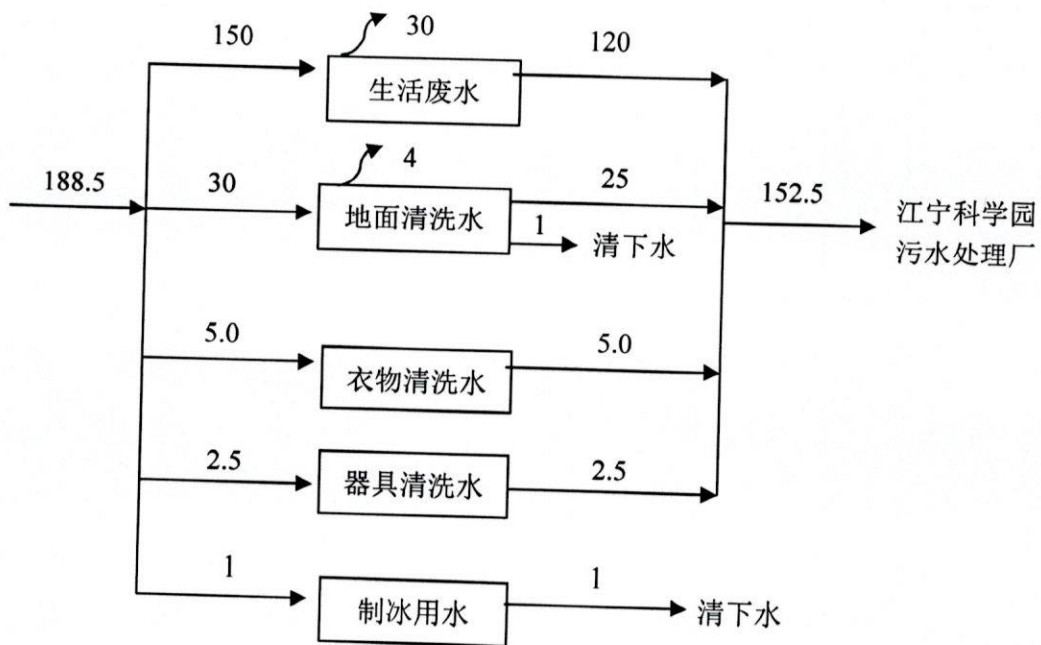 150
30
120
生活废水
188.5
30
4
地面清洗水
25
1
清下水
152.5
江宁科学园
污水处理厂
5.0
衣物清洗水
5.0
2.5
器具清洗水
2.5
1
制冰用水
1
清下水